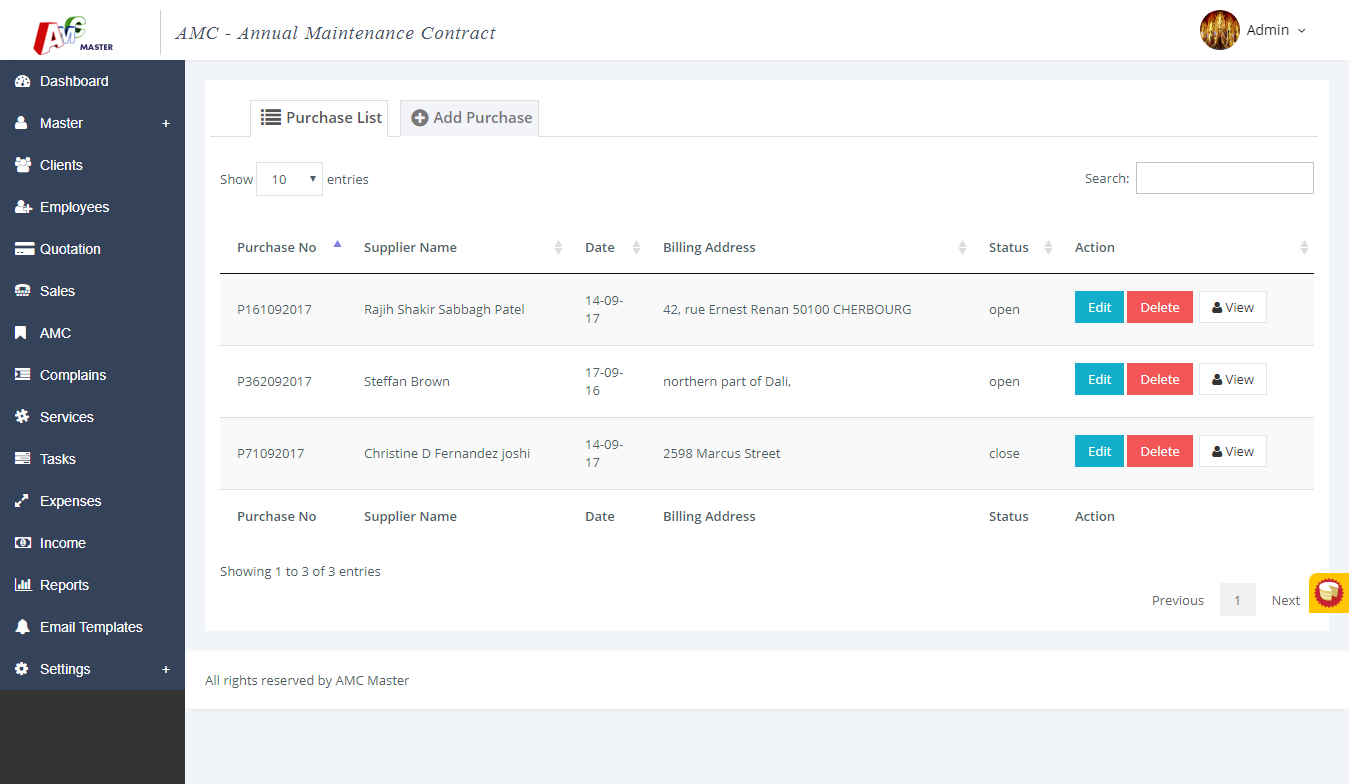 AMC MASTER
AMC - Annual Maintenance Contract
Admin
Dashboard
Master +
Clients
Employees
Quotation
Sales
AMC
Complains
Services
Tasks
Expenses
Income
Reports
Email Templates
Settings +
Purchase List Add Purchase
Show 10 entries Search:
Purchase No Supplier Name Date Billing Address Status Action
P161092017 Rajih Shakir Sabbagh Patel 14-09-17 42, rue Ernest Renan 50100 CHERBOURG open Edit Delete View
P362092017 Steffan Brown 17-09-16 northern part of Dali, open Edit Delete View
P71092017 Christine D Fernandez joshi 14-09-17 2598 Marcus Street close Edit Delete View
Purchase No Supplier Name Date Billing Address Status Action
Showing 1 to 3 of 3 entries
Previous 1 Next
All rights reserved by AMC Master